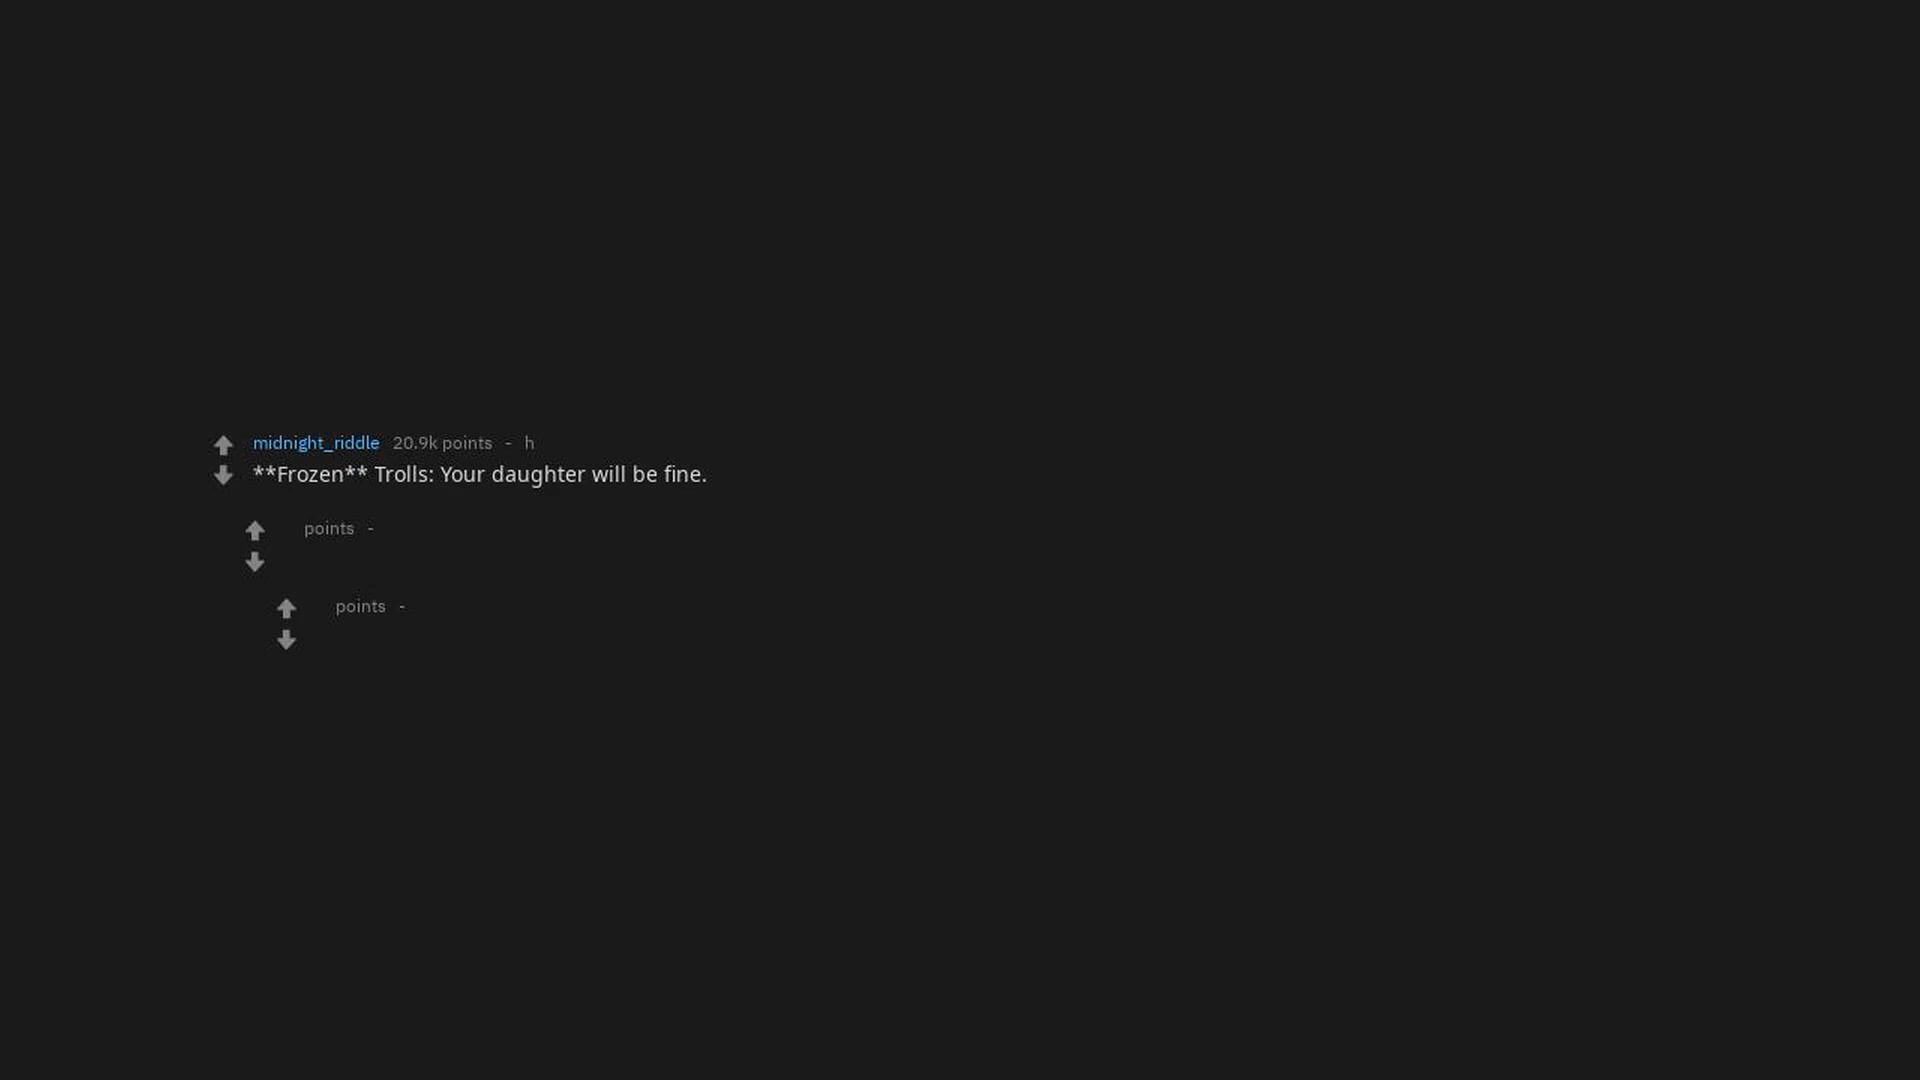 midnight_riddle 20.9k points - h
**Frozen** Trolls: Your daughter will be fine.
points -
points -